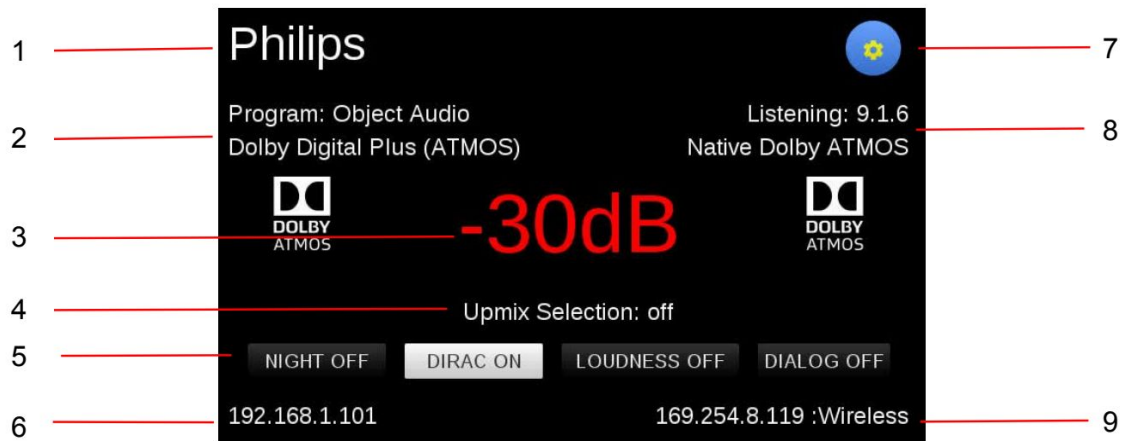 1
Philips
7
Program: Object Audio
Listening: 9.1.6
2
Dolby Digital Plus (ATMOS)
Native Dolby ATMOS
8
DOLBY
ATMOS
3
-30dB
DOLBY
ATMOS
4
Upmix Selection: off
5
NIGHT OFF
DIRAC ON
LOUDNESS OFF
DIALOG OFF
6
192.168.1.101
169.254.8.119 :Wireless
9